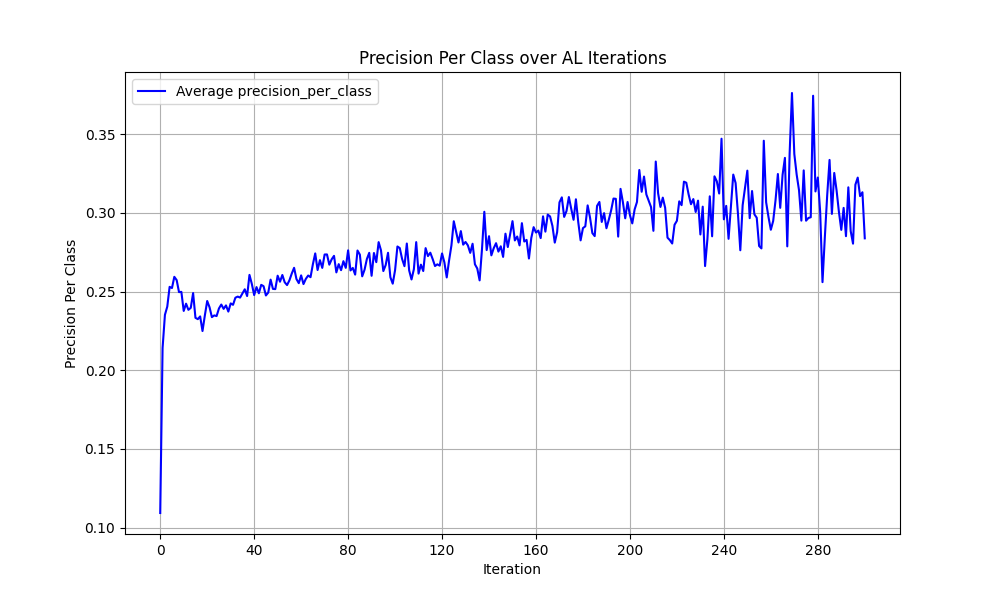 Precision Per Class over AL Iterations
Average precision_per_class
Precision Per Class
0.35
0.30
0.25
0.20
0.15
0.10
0 40 80 120 160 200 240 280
Iteration